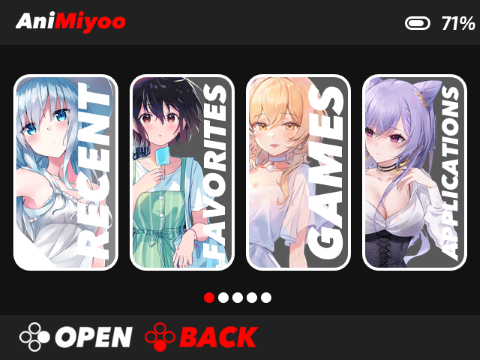 AniMiyoo
71%
RECENT
FAVORITES
GAMES
APPLICATIONS
OPEN
BACK